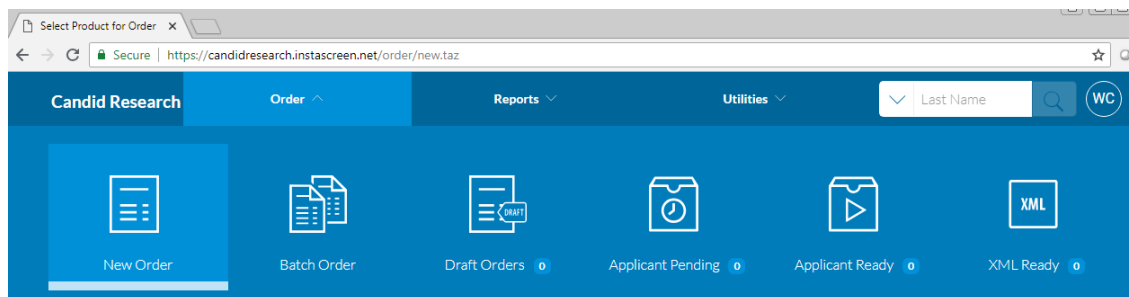 Select Product for Order
Secure https://candidresearch.instascreen.net/order/new.taz
Candid Research Order Reports Utilities Last Name WC
DRAFT XML
New Order Batch Order Draft Orders 0 Applicant Pending 0 Applicant Ready 0 XML Ready 0